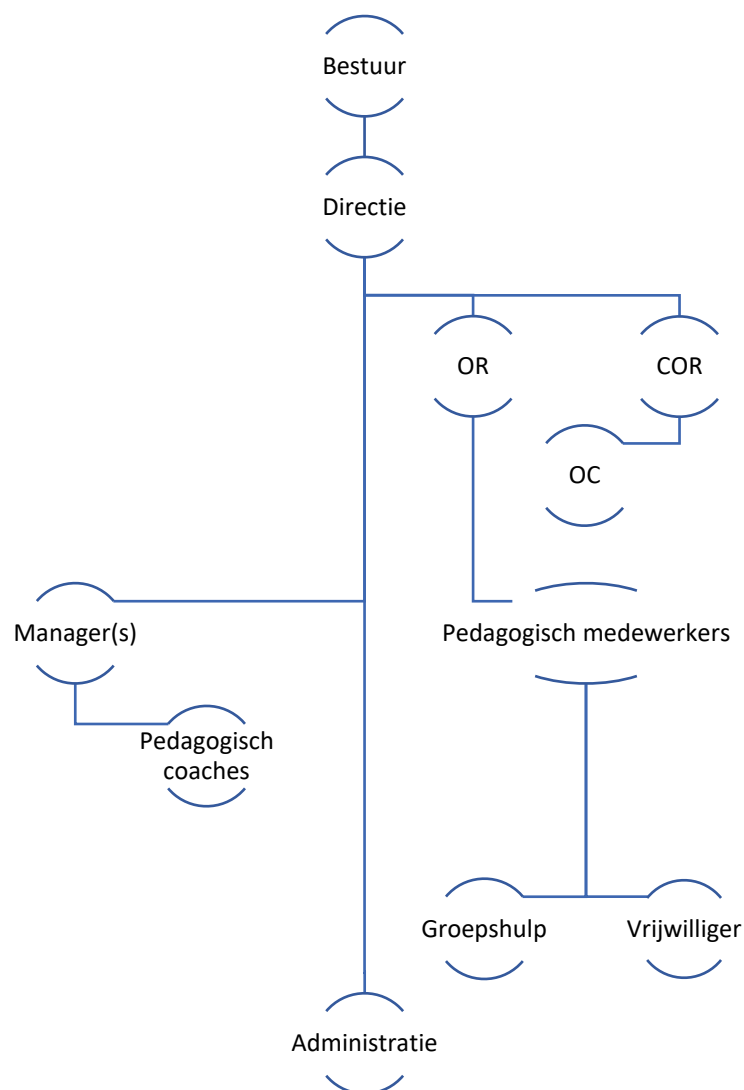 Bestuur
Directie
OR
COR
OC
Manager(s)
Pedagogisch medewerkers
Pedagogisch
coaches
Groepshulp
Vrijwilliger
Administratie